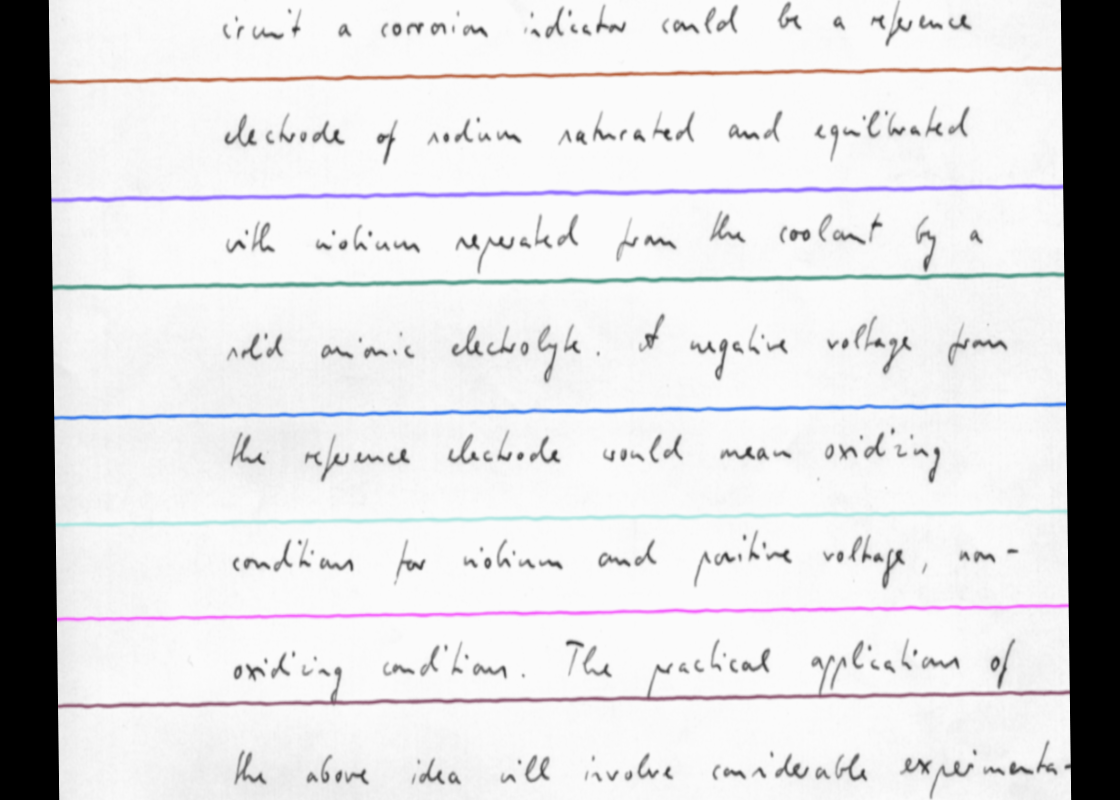 circuit a corrosion indicator could be a reference
electrode of sodium saturated and equilibrated
with niobium seperated from the coolant by a
solid anionic electrolyte. A negative voltage from
the reference electrode would mean oxidizing
conditions for niobium and positive voltage, non-
oxidizing conditions. The practical applications of
the above idea will involve considerable experimenta-